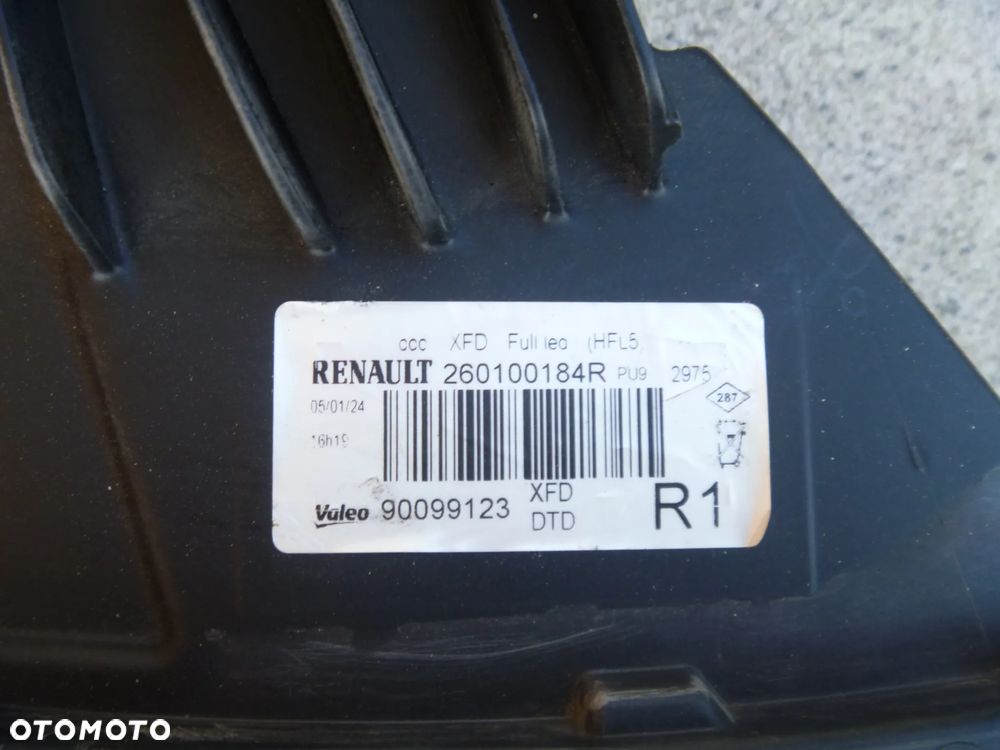 ccc XFD Full led (HFL5)
RENAULT 260100184R PU9 2975
05/01/24
287
16h19
Valeo 90099123 XFD
DTD
R1
OTOMOTO